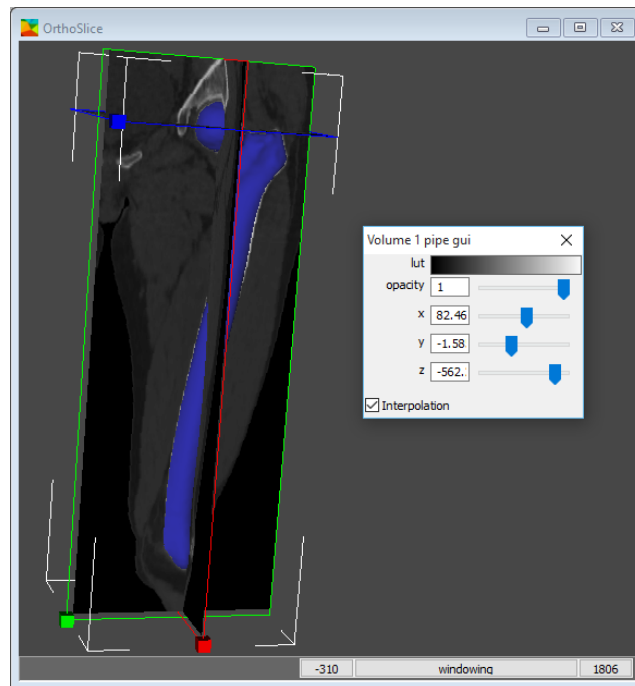 OrthoSlice
Volume 1 pipe gui
lut
opacity 1
x 82.46
y -1.58
z -562.
Interpolation
-310 windowing 1806